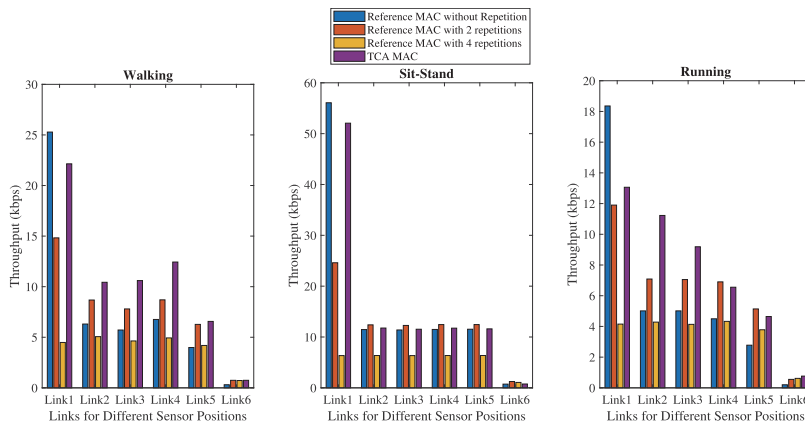 Reference MAC without Repetition
Reference MAC with 2 repetitions
Reference MAC with 4 repetitions
TCA MAC
Walking
Throughput (kbps)
30
25
20
15
10
5
0
Link1 Link2 Link3 Link4 Link5 Link6
Links for Different Sensor Positions
Sit-Stand
Throughput (kbps)
60
50
40
30
20
10
0
Link1 Link2 Link3 Link4 Link5 Link6
Links for Different Sensor Positions
Running
Throughput (kbps)
20
18
16
14
12
10
8
6
4
2
0
Link1 Link2 Link3 Link4 Link5 Link6
Links for Different Sensor Positions